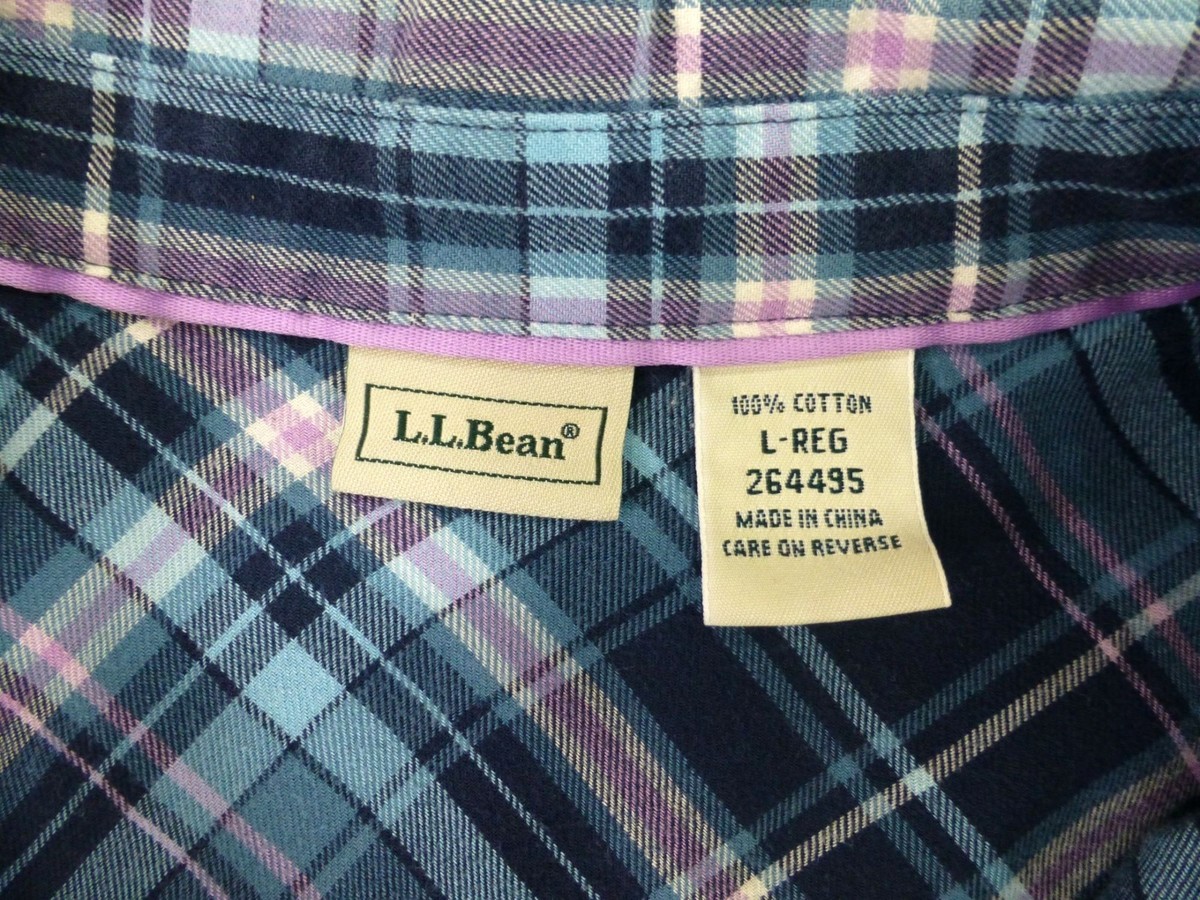 L.L.Bean®
100% COTTON
L-REG
264495
MADE IN CHINA
CARE ON REVERSE